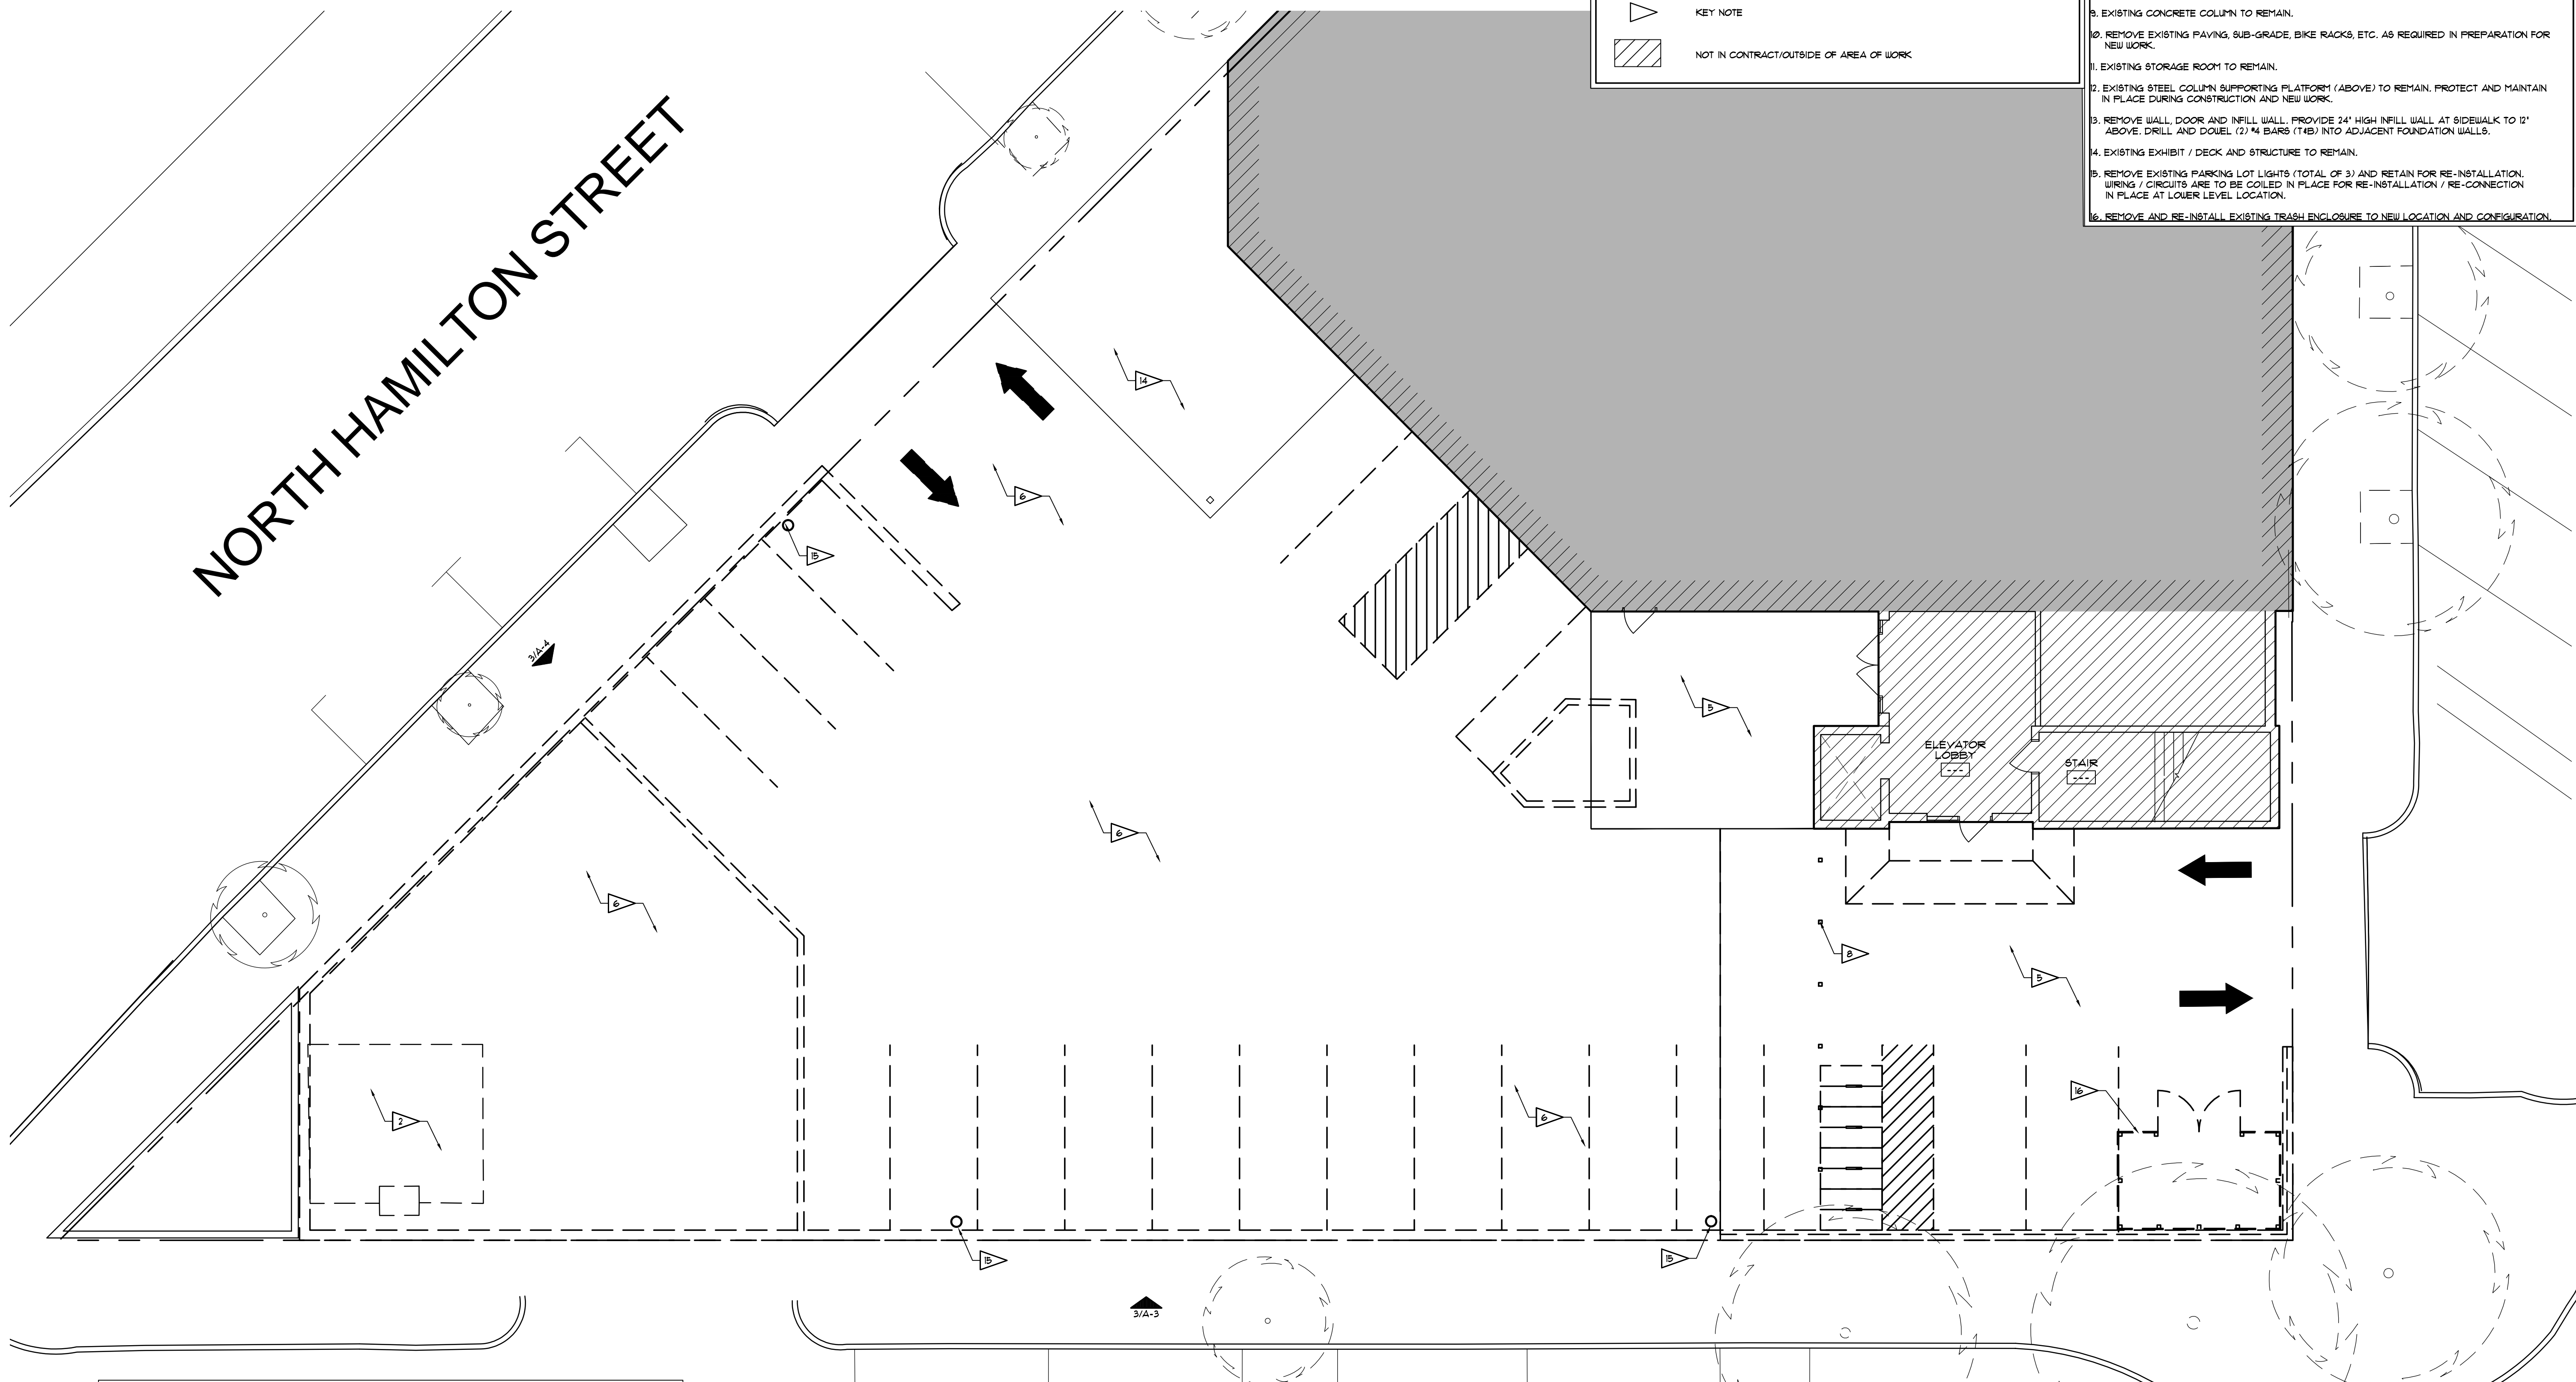 KEY NOTE
NOT IN CONTRACT/OUTSIDE OF AREA OF WORK
9. EXISTING CONCRETE COLUMN TO REMAIN.
10. REMOVE EXISTING PAVING, SUB-GRADE, BIKE RACKS, ETC. AS REQUIRED IN PREPARATION FOR
NEW WORK.
11. EXISTING STORAGE ROOM TO REMAIN.
12. EXISTING STEEL COLUMN SUPPORTING PLATFORM (ABOVE) TO REMAIN. PROTECT AND MAINTAIN
IN PLACE DURING CONSTRUCTION AND NEW WORK.
13. REMOVE WALL, DOOR AND INFILL WALL. PROVIDE 24" HIGH INFILL WALL AT SIDEWALK TO 12"
ABOVE. DRILL AND DOWEL (2) #4 BARS (T&B) INTO ADJACENT FOUNDATION WALLS.
14. EXISTING EXHIBIT / DECK AND STRUCTURE TO REMAIN.
15. REMOVE EXISTING PARKING LOT LIGHTS (TOTAL OF 3) AND RETAIN FOR RE-INSTALLATION.
WIRING / CIRCUITS ARE TO BE COILED IN PLACE FOR RE-INSTALLATION / RE-CONNECTION
IN PLACE AT LOWER LEVEL LOCATION.
16. REMOVE AND RE-INSTALL EXISTING TRASH ENCLOSURE TO NEW LOCATION AND CONFIGURATION.
NORTH HAMILTON STREET
14
6
15
3/A-4
5
ELEVATOR
LOBBY
---
STAIR
---
6
6
8
5
2
6
16
15
15
3/A-3